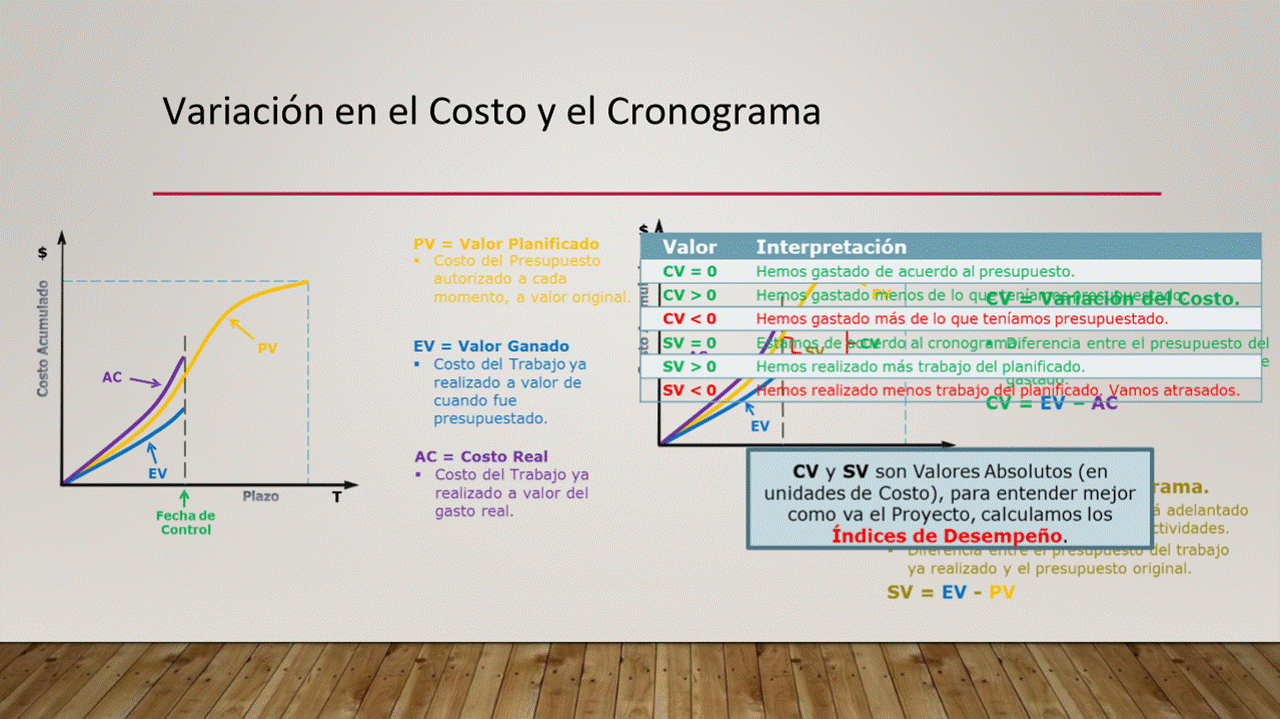 Variación en el Costo y el Cronograma
$
Costo Acumulado
AC
PV
EV
Plazo
T
Fecha de
Control
PV = Valor Planificado
▪ Costo del Presupuesto
autorizado a cada
momento, a valor original.
EV = Valor Ganado
▪ Costo del Trabajo ya
realizado a valor de
cuando fue
presupuestado.
AC = Costo Real
▪ Costo del Trabajo ya
realizado a valor del
gasto real.
$
Valor Interpretación
CV = 0 Hemos gastado de acuerdo al presupuesto.
CV > 0 Hemos gastado menos de lo que teníamos presupuestado.
CV < 0 Hemos gastado más de lo que teníamos presupuestado.
SV = 0 Estamos de acuerdo al cronograma.
SV > 0 Hemos realizado más trabajo del planificado.
SV < 0 Hemos realizado menos trabajo del planificado. Vamos atrasados.
PV
SV
CV
EV
CV = Variación del Costo.
▪ Diferencia entre el presupuesto del
gastado.
CV = EV – AC
CV y SV son Valores Absolutos (en
unidades de Costo), para entender mejor
como va el Proyecto, calculamos los
Índices de Desempeño.
rama.
adelantado
ctividades.
▪ Diferencia entre el presupuesto del trabajo
ya realizado y el presupuesto original.
SV = EV - PV